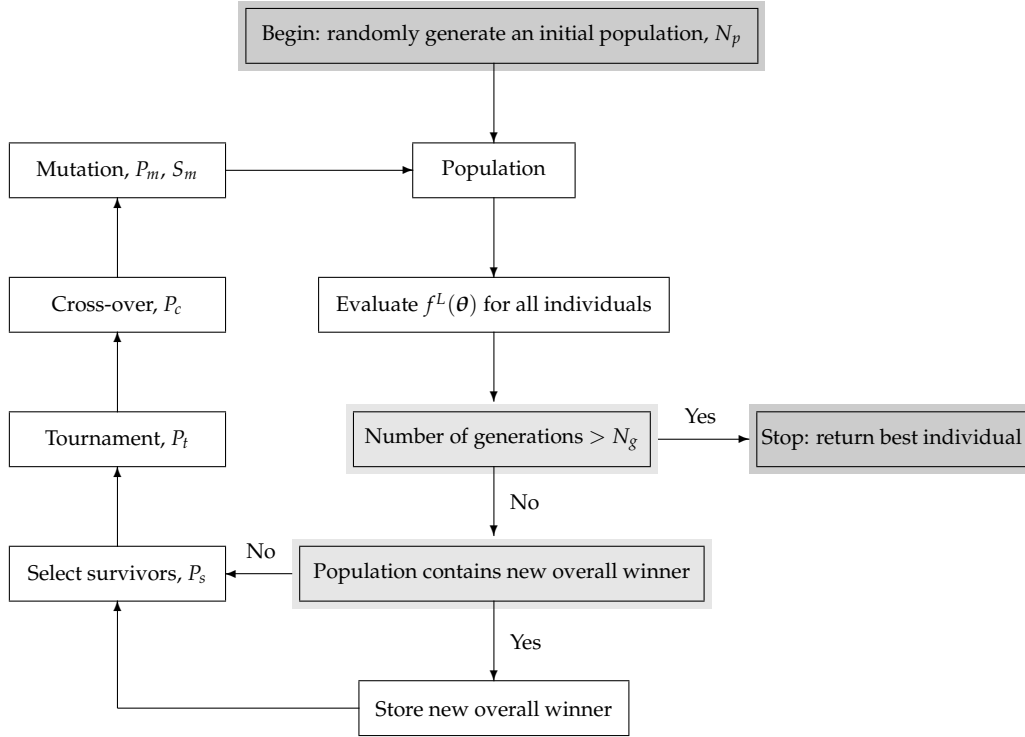 Begin: randomly generate an initial population, N_p
Mutation, P_m, S_m
Population
Cross-over, P_c
Evaluate f^L(θ) for all individuals
Tournament, P_t
Number of generations > N_g
Yes
Stop: return best individual
No
Select survivors, P_s
No
Population contains new overall winner
Yes
Store new overall winner